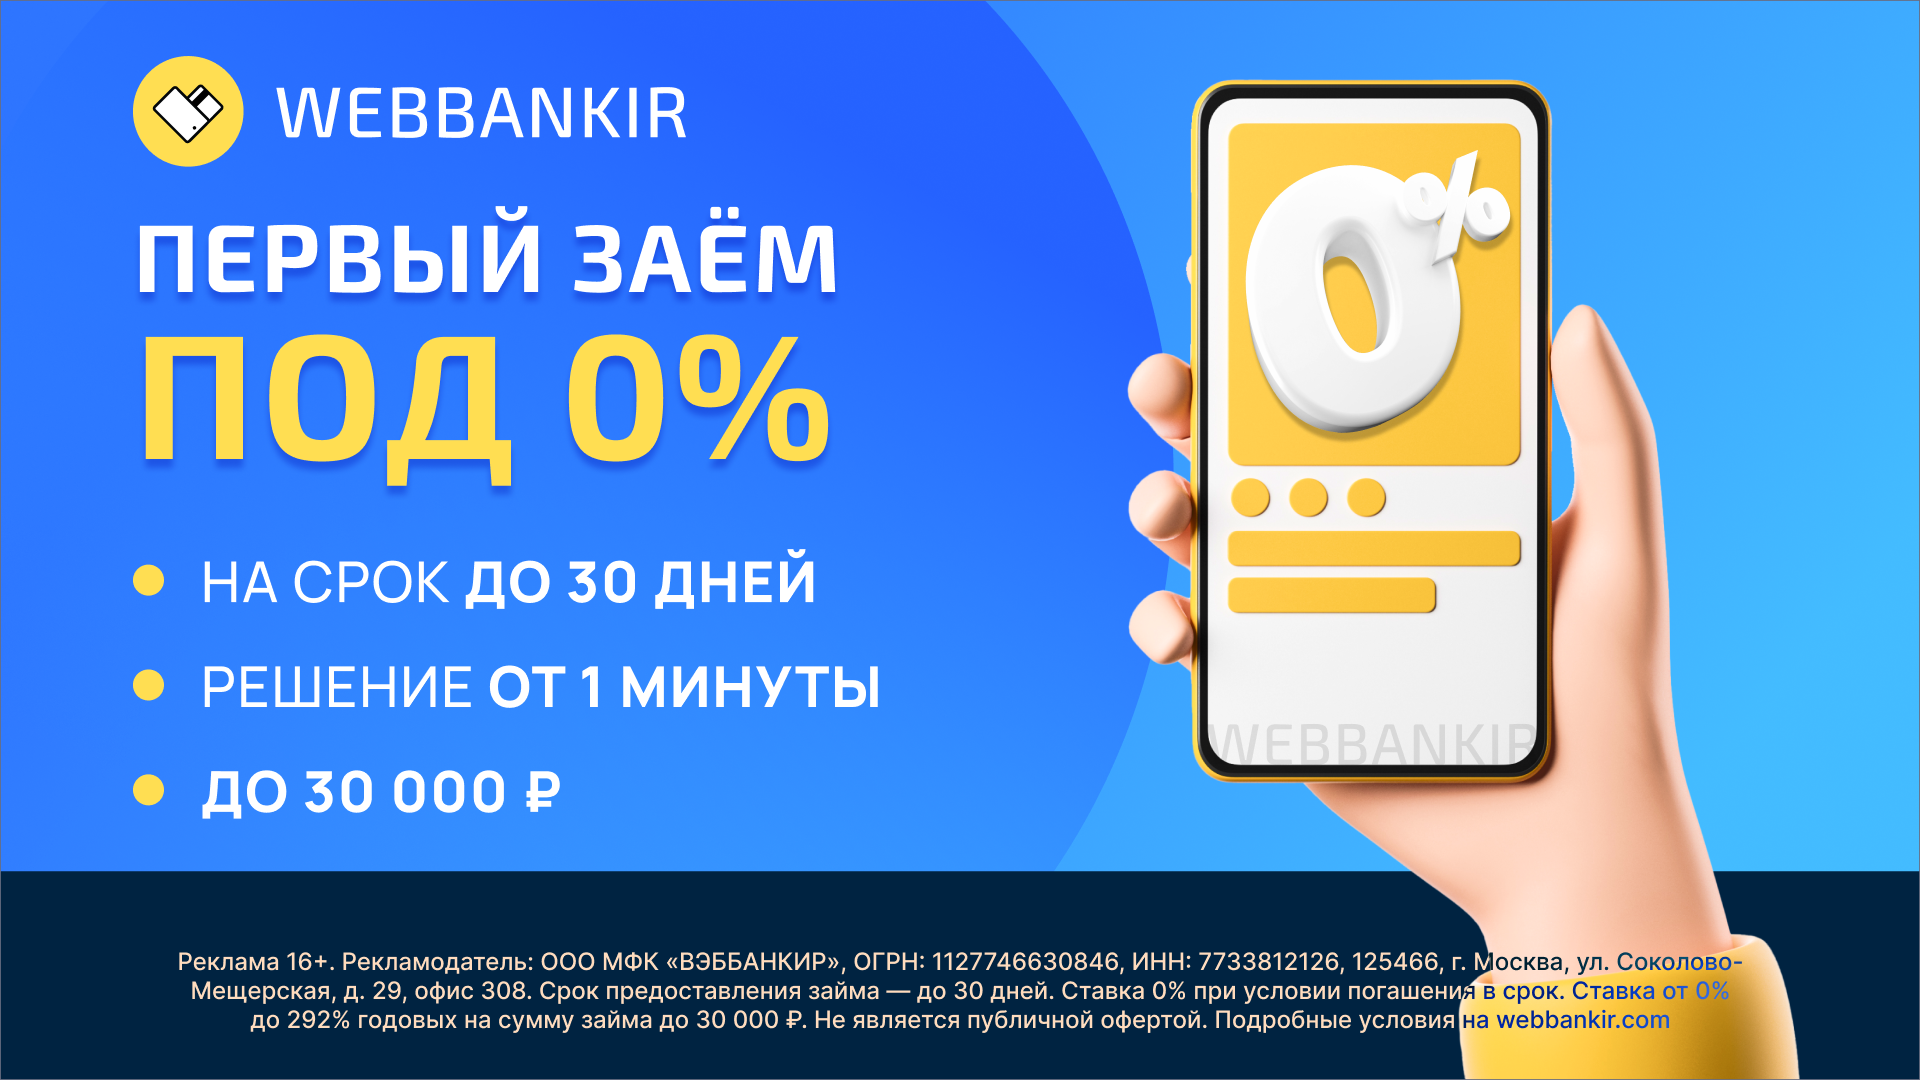 WEBBANKIR
ПЕРВЫЙ ЗАЁМ
ПОД 0%
0%
НА СРОК ДО 30 ДНЕЙ
РЕШЕНИЕ ОТ 1 МИНУТЫ
ДО 30 000 ₽
WEBBANKIR
Реклама 16+. Рекламодатель: ООО МФК «ВЭББАНКИР», ОГРН: 1127746630846, ИНН: 7733812126, 125466, г. Москва, ул. Соколово-
Мещерская, д. 29, офис 308. Срок предоставления займа — до 30 дней. Ставка 0% при условии погашения в срок. Ставка от 0%
до 292% годовых на сумму займа до 30 000 ₽. Не является публичной офертой. Подробные условия на webbankir.com